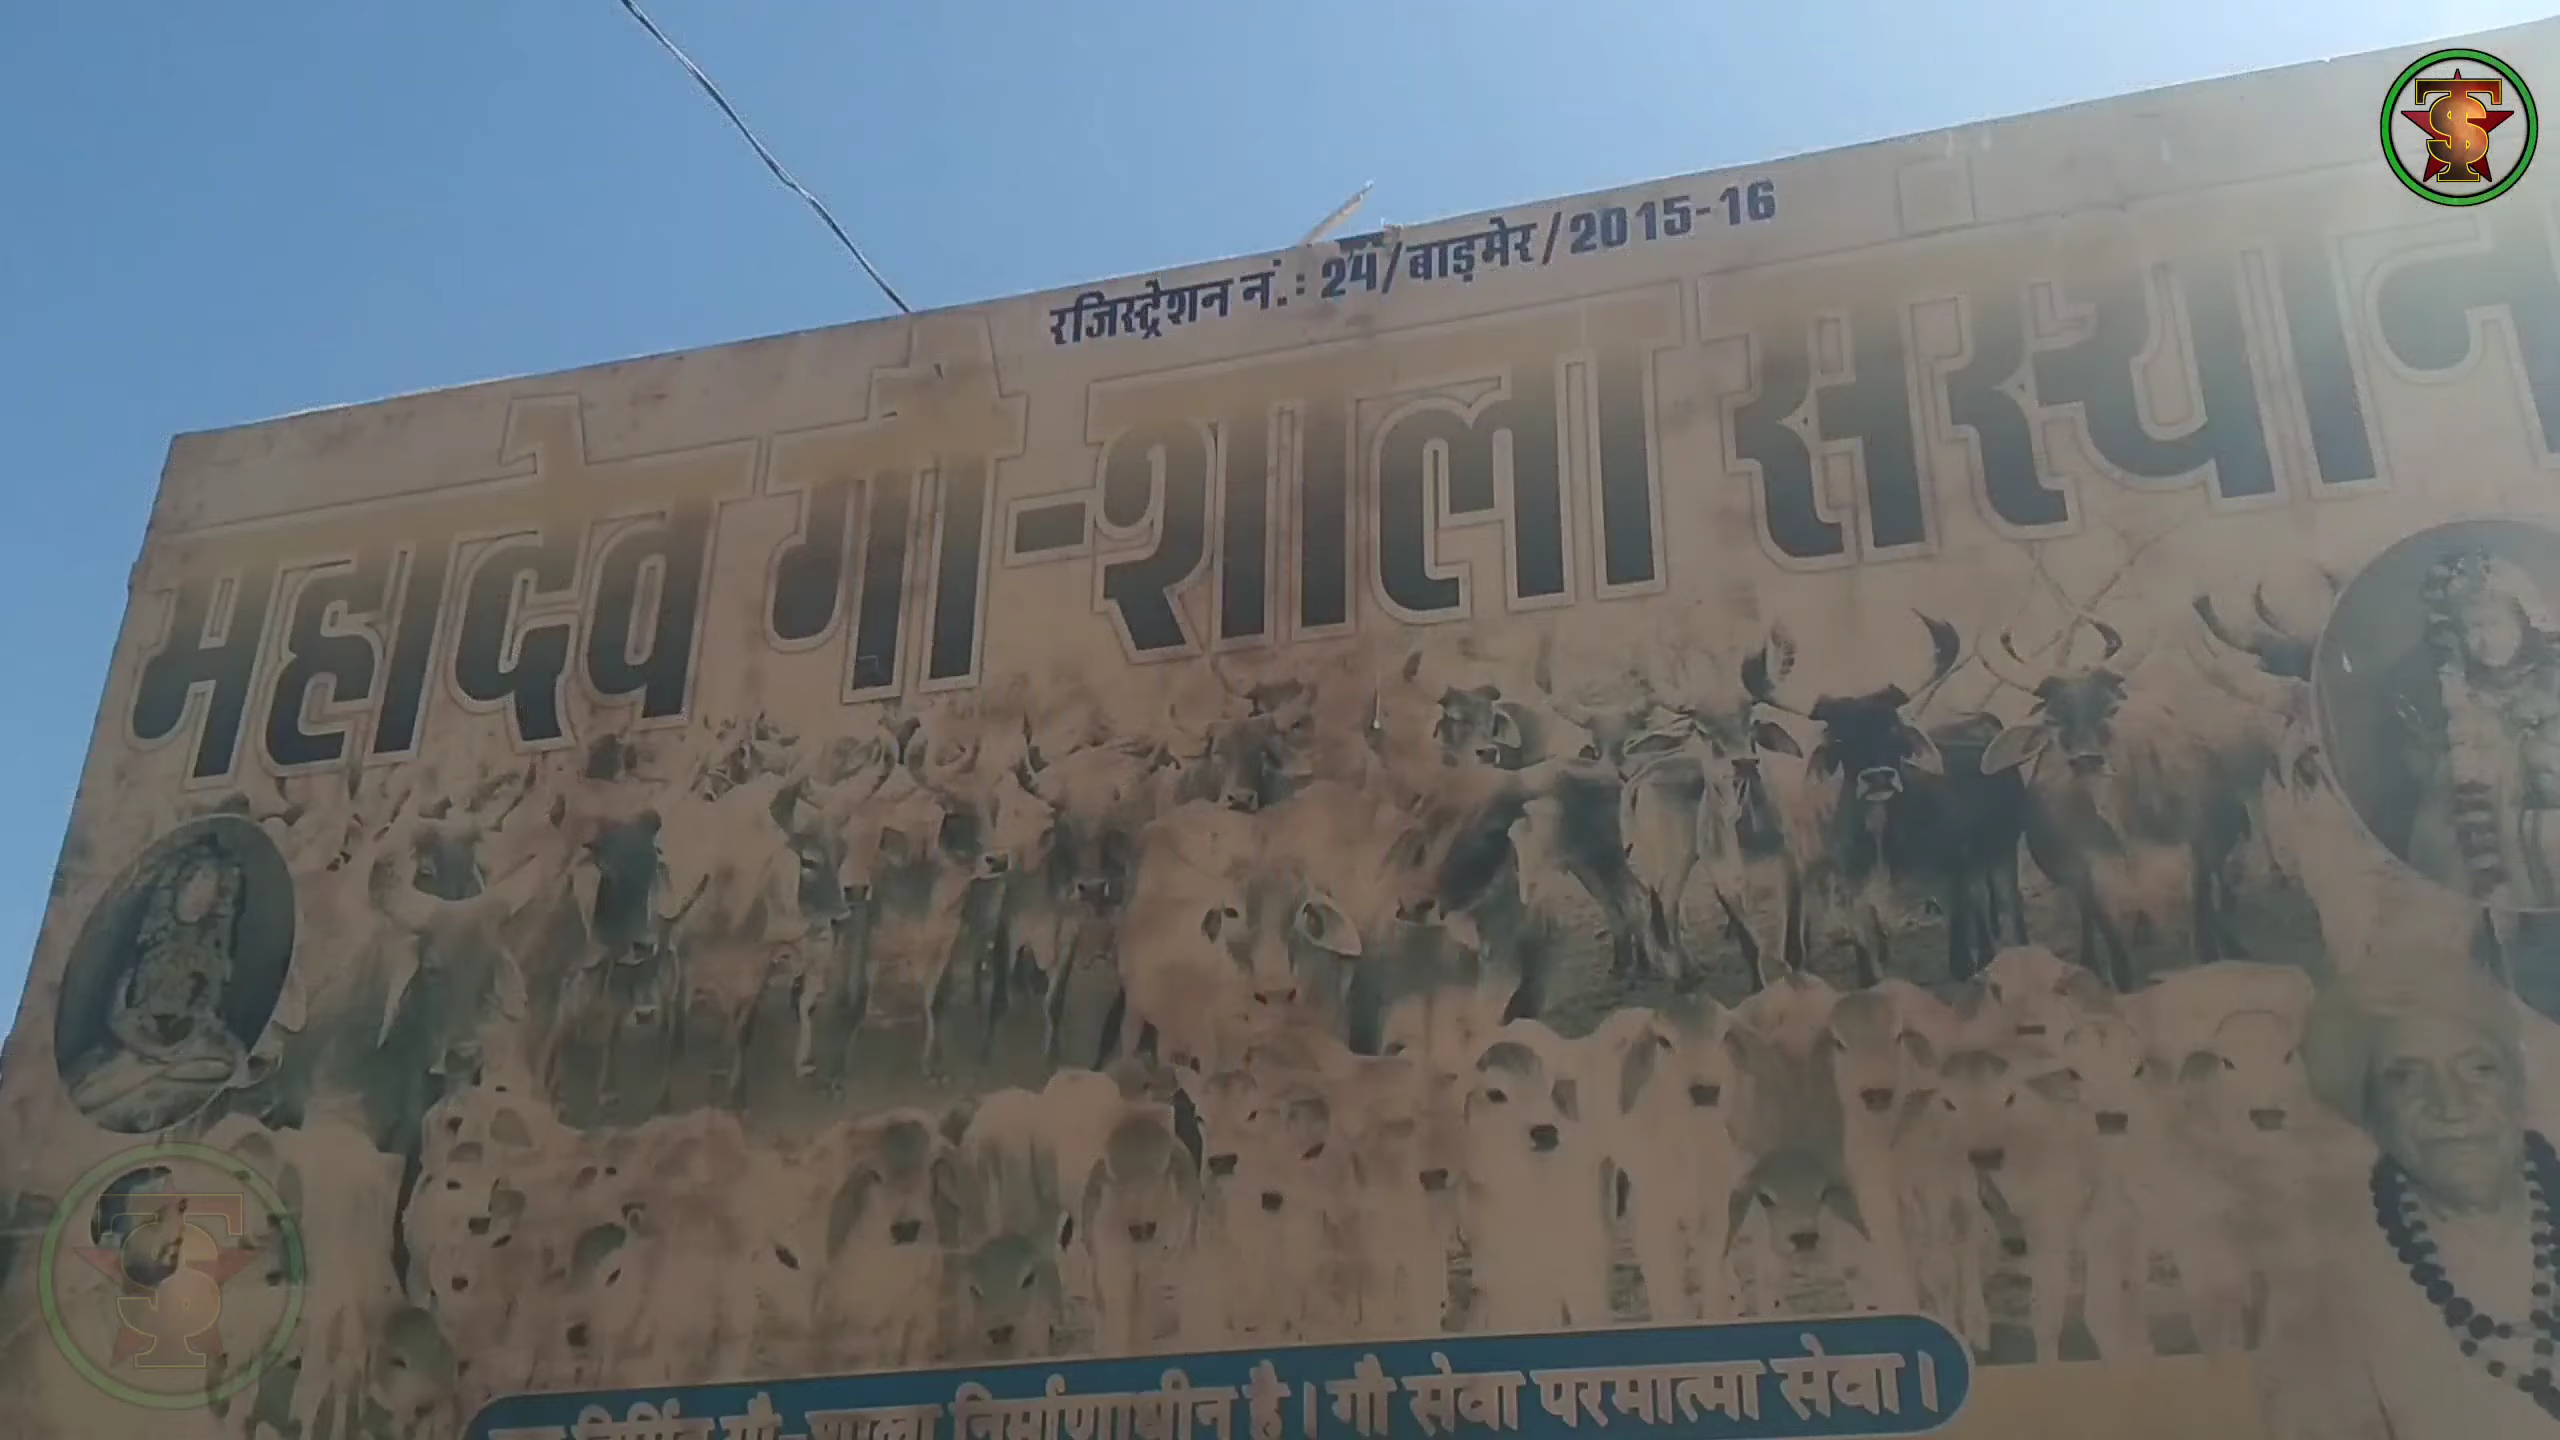 रजिस्ट्रेशन नं.: 24/बाड़मेर/2015-16
महादेव गौ-शाला संस्थान
गौ-शाला निर्माणाधीन है। गौ सेवा परमात्मा सेवा।